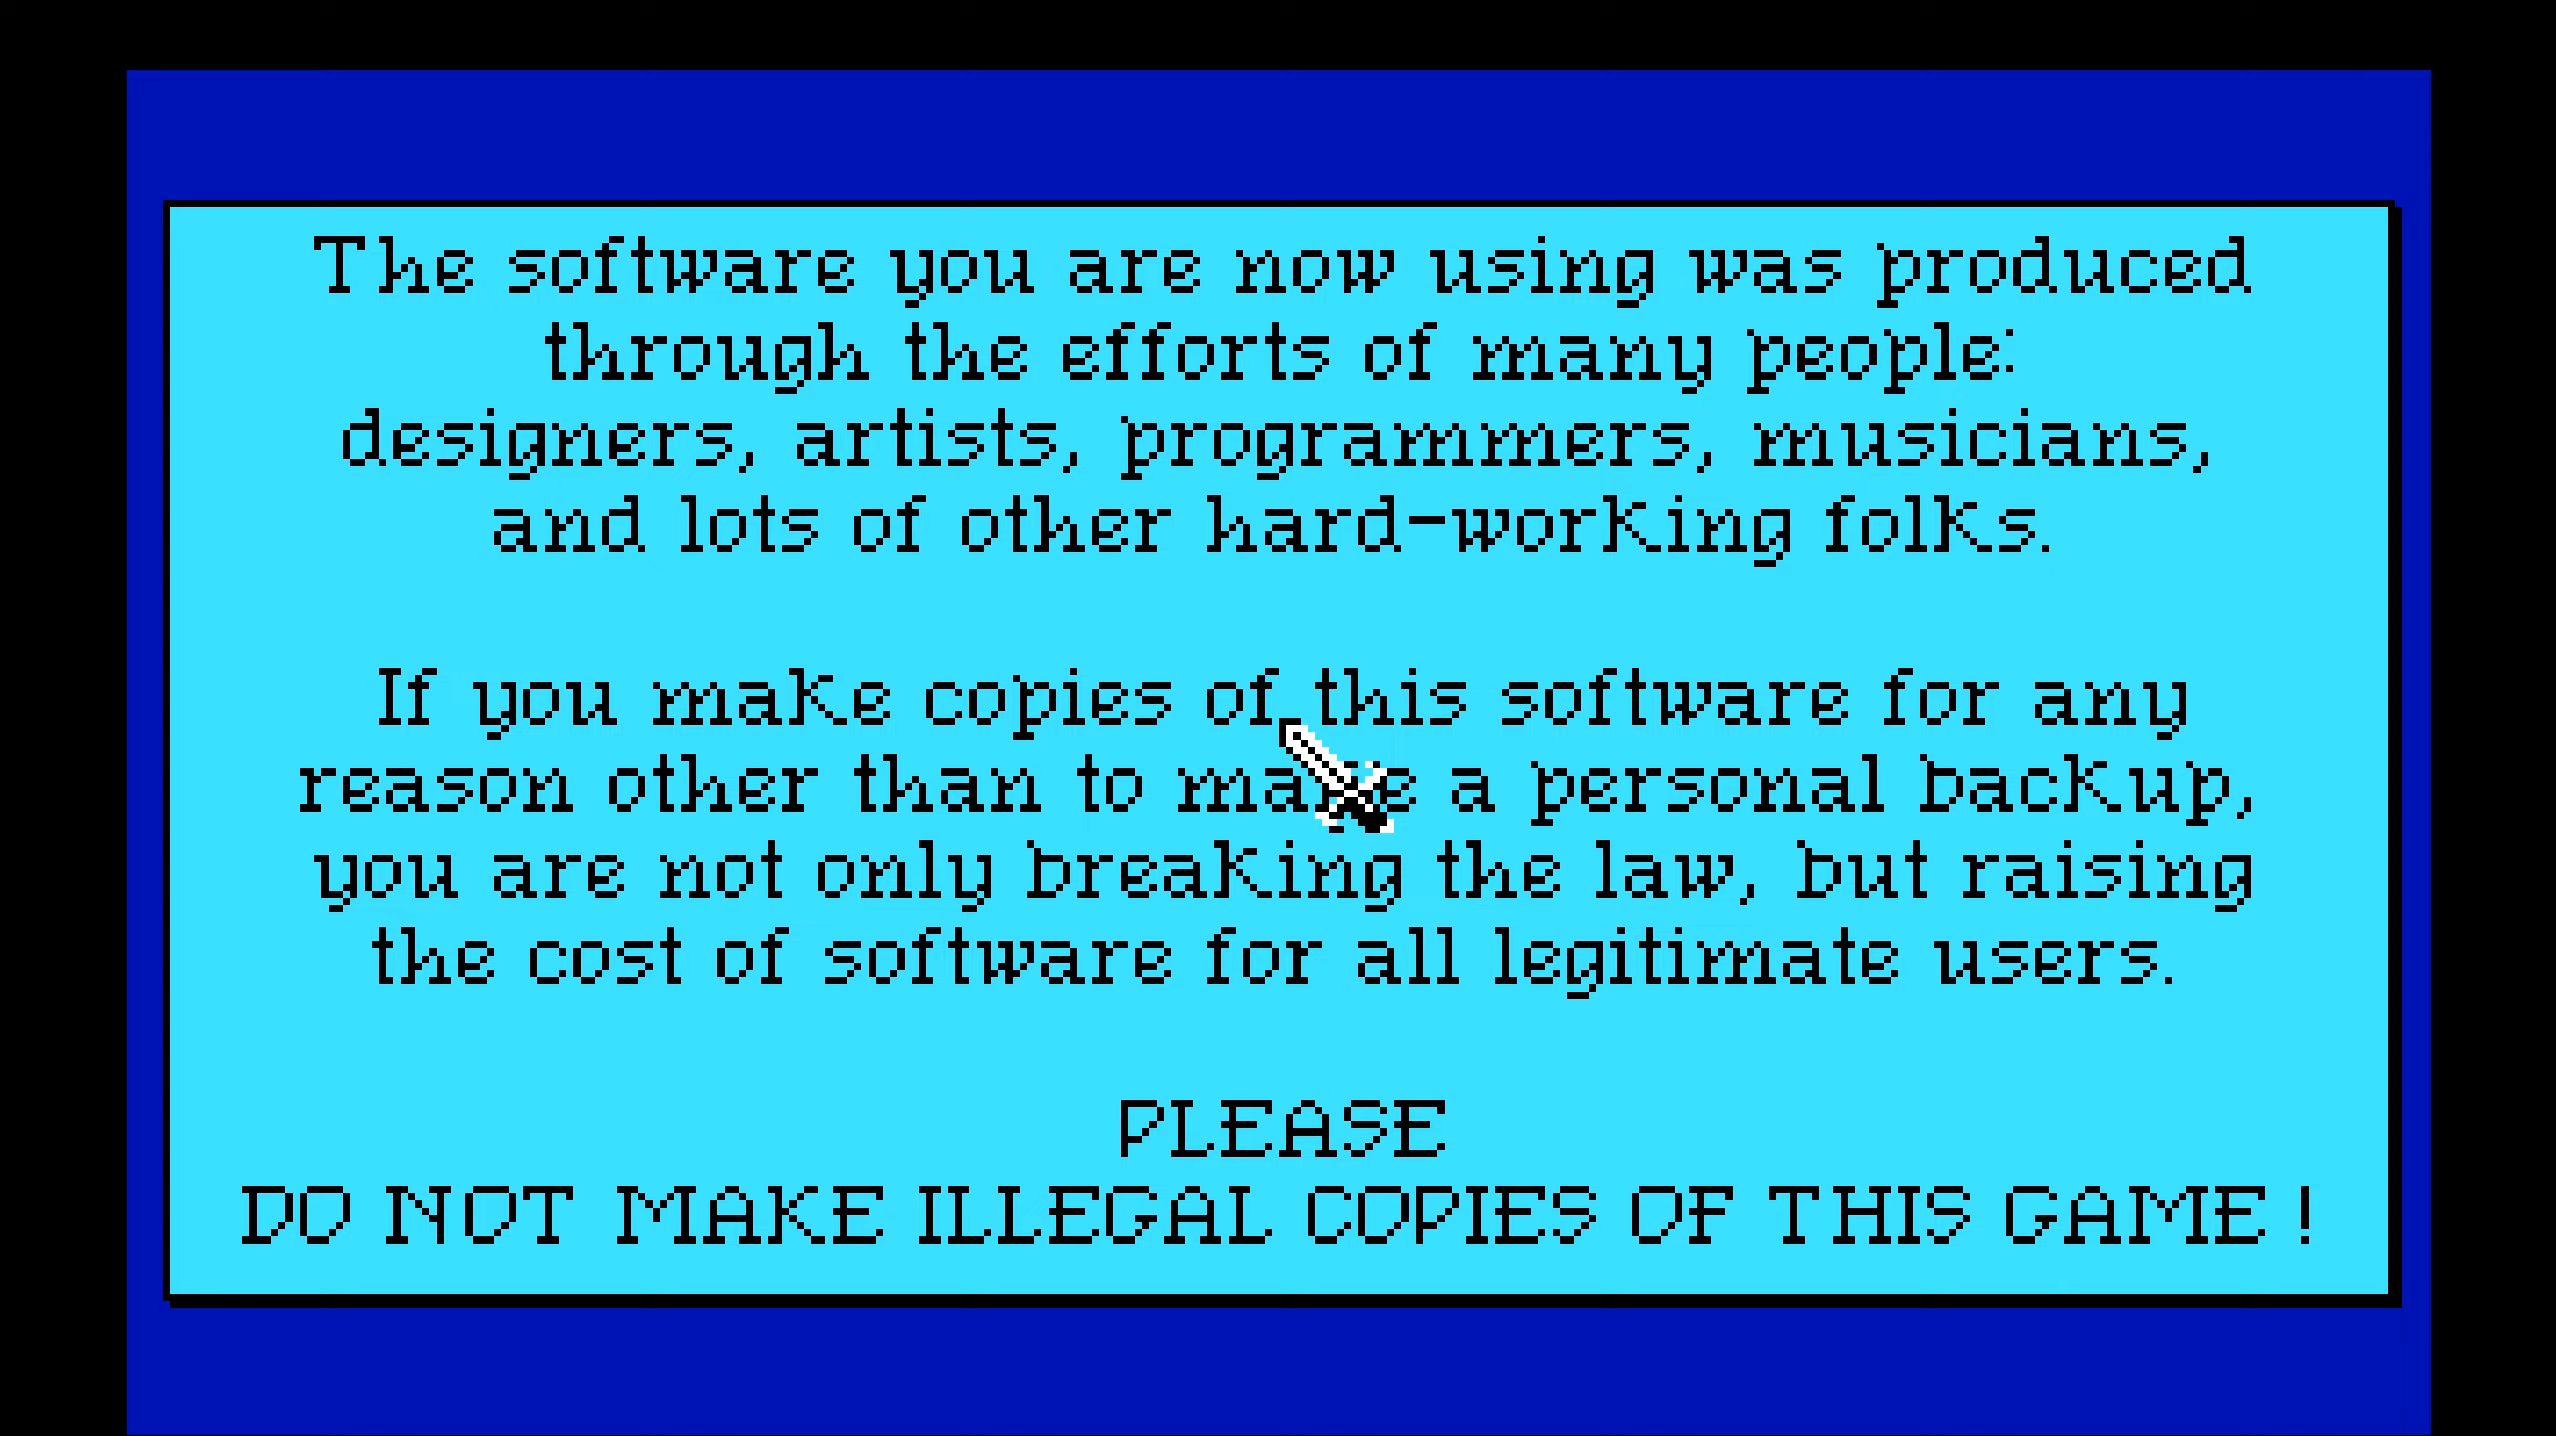 The software you are now using was produced
through the efforts of many people:
designers, artists, programmers, musicians,
and lots of other hard-working folks.
If you make copies of this software for any
reason other than to make a personal backup,
you are not only breaking the law, but raising
the cost of software for all legitimate users.
PLEASE
DO NOT MAKE ILLEGAL COPIES OF THIS GAME!